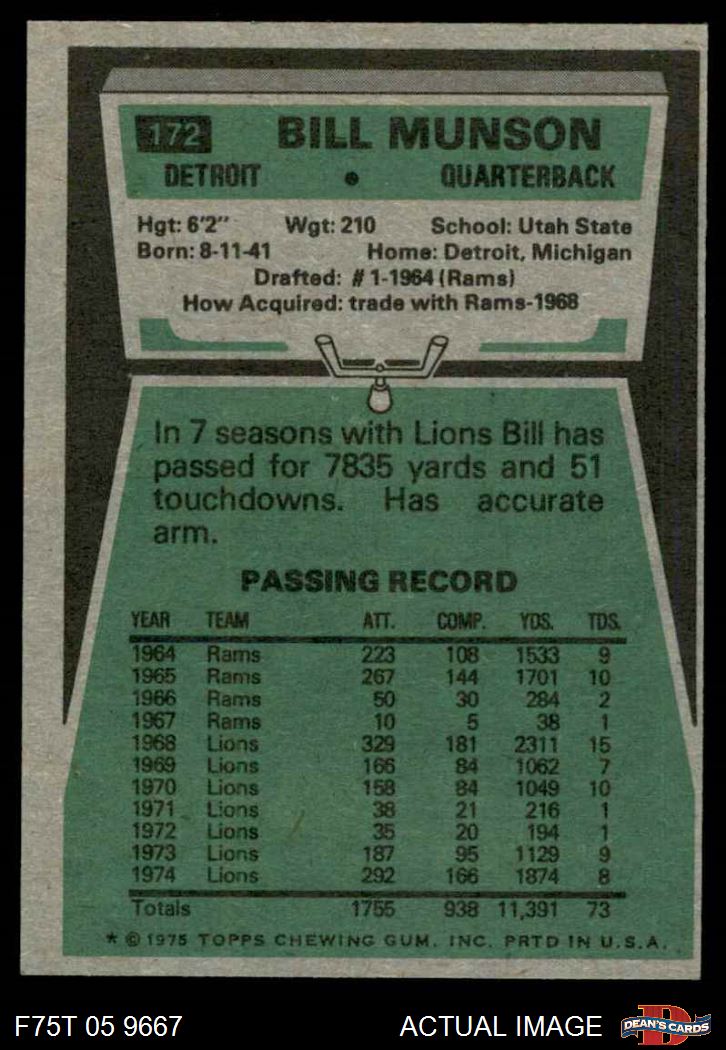 172 BILL MUNSON
DETROIT • QUARTERBACK
Hgt: 6'2" Wgt: 210 School: Utah State
Born: 8-11-41 Home: Detroit, Michigan
Drafted: #1-1964 (Rams)
How Acquired: trade with Rams-1968
In 7 seasons with Lions Bill has
passed for 7835 yards and 51
touchdowns. Has accurate
arm.
PASSING RECORD
YEAR TEAM ATT. COMP. YDS. TDS.
1964 Rams 223 108 1533 9
1965 Rams 267 144 1701 10
1966 Rams 50 30 284 2
1967 Rams 10 5 38 1
1968 Lions 329 181 2311 15
1969 Lions 166 84 1062 7
1970 Lions 158 84 1049 10
1971 Lions 38 21 216 1
1972 Lions 35 20 194 1
1973 Lions 187 95 1129 9
1974 Lions 292 166 1874 8
Totals 1755 938 11,391 73
* © 1975 TOPPS CHEWING GUM, INC. PRTD IN U.S.A.
F75T 05 9667 ACTUAL IMAGE D DEAN'S CARDS